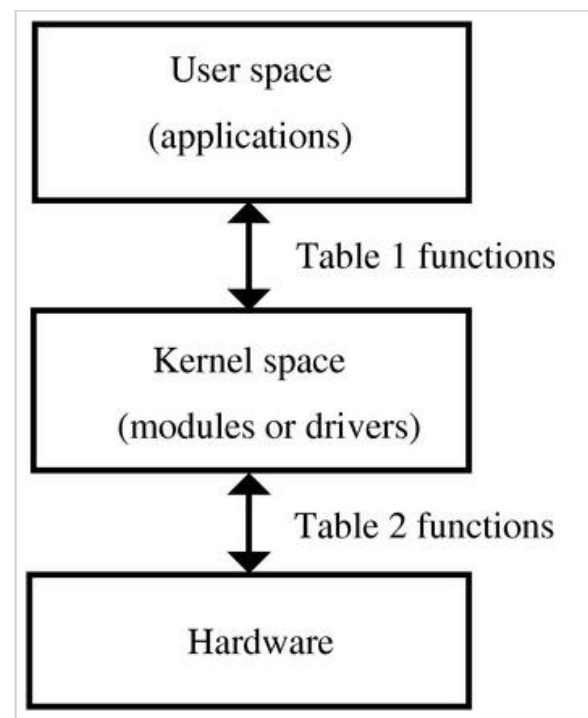 User space
(applications)
Table 1 functions
Kernel space
(modules or drivers)
Table 2 functions
Hardware